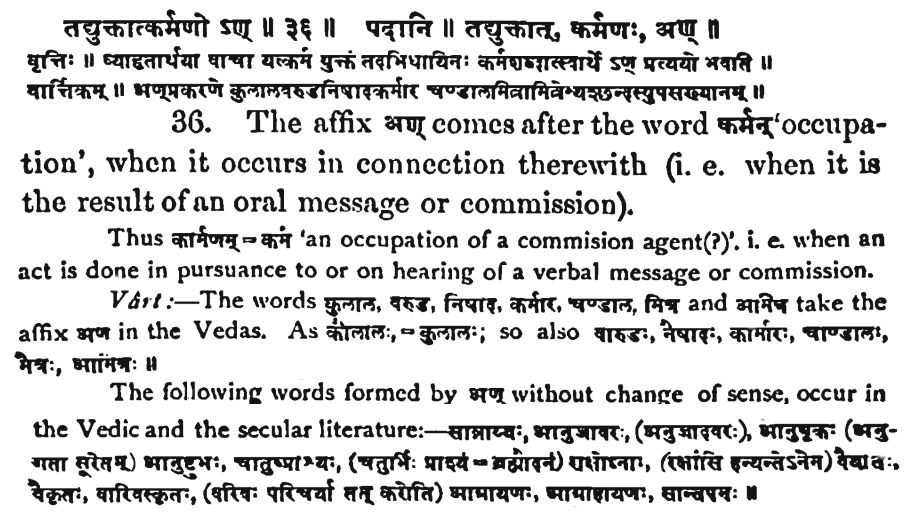 तद्युक्तात्कर्मणो ऽण् ॥ ३६ ॥ पदानि ॥ तद्युक्तात्, कर्मणः, अण् ॥
वृत्तिः ॥ व्याहृतार्थया वाचा यत्कर्म युक्तं तदभिधायिनः कर्मशब्दात्स्वार्थे ऽण् प्रत्ययो भवति ॥
वार्त्तिकम् ॥ अण्प्रकरणे कुलालवरुडनिषादकर्मार चण्डालमित्रामित्रेभ्यश्छन्दस्युपसंख्यानम् ॥
36. The affix अण् comes after the word कर्मन् 'occupa-
tion', when it occurs in connection therewith (i. e. when it is
the result of an oral message or commission).
Thus कार्मणम् = कर्म 'an occupation of a commision agent(?)'. i. e. when an
act is done in pursuance to or on hearing of a verbal message or commission.
Vârt:—The words कुलाल, वरुड, निषाद, कर्मार, चण्डाल, मित्र and अमित्र take the
affix अण in the Vedas. As कौलालः, = कुलालः; so also वारुडः, नैषादः, कार्मारः, चाण्डालः,
मैत्रः, आमित्रः ॥
The following words formed by अण् without change of sense, occur in
the Vedic and the secular literature:—सान्नाय्यः, आनुजावरः, (अनुजादवरः), आनुषूकः (अनु-
गता आनुष्टुभः, चातुष्प्राश्यः, (चतुर्भिः प्राश्यं = ब्रह्मोदनं) राक्षोघ्नः, (रक्षांसि हन्यन्तेऽनेन) वैयातः,
वैकृतः, वारिवस्कृतः, (वरिवः परिचर्या तत् करोति) आग्रायणः, आग्रहायणः, सान्तपनः ॥